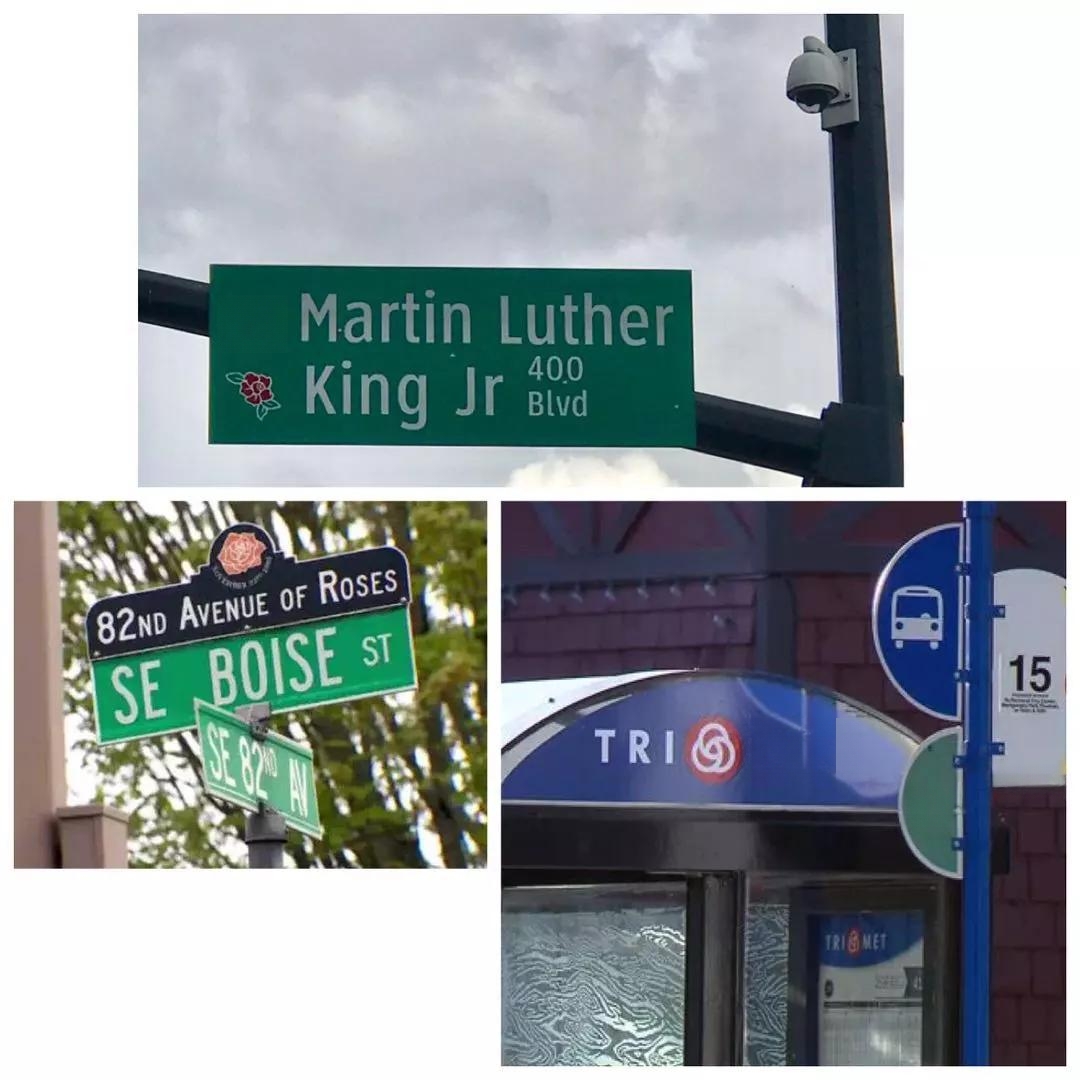 Martin Luther
King Jr 400
Blvd
82ND AVENUE OF ROSES
SE BOISE ST
SE 82ND AV
TRI
15
TRI MET